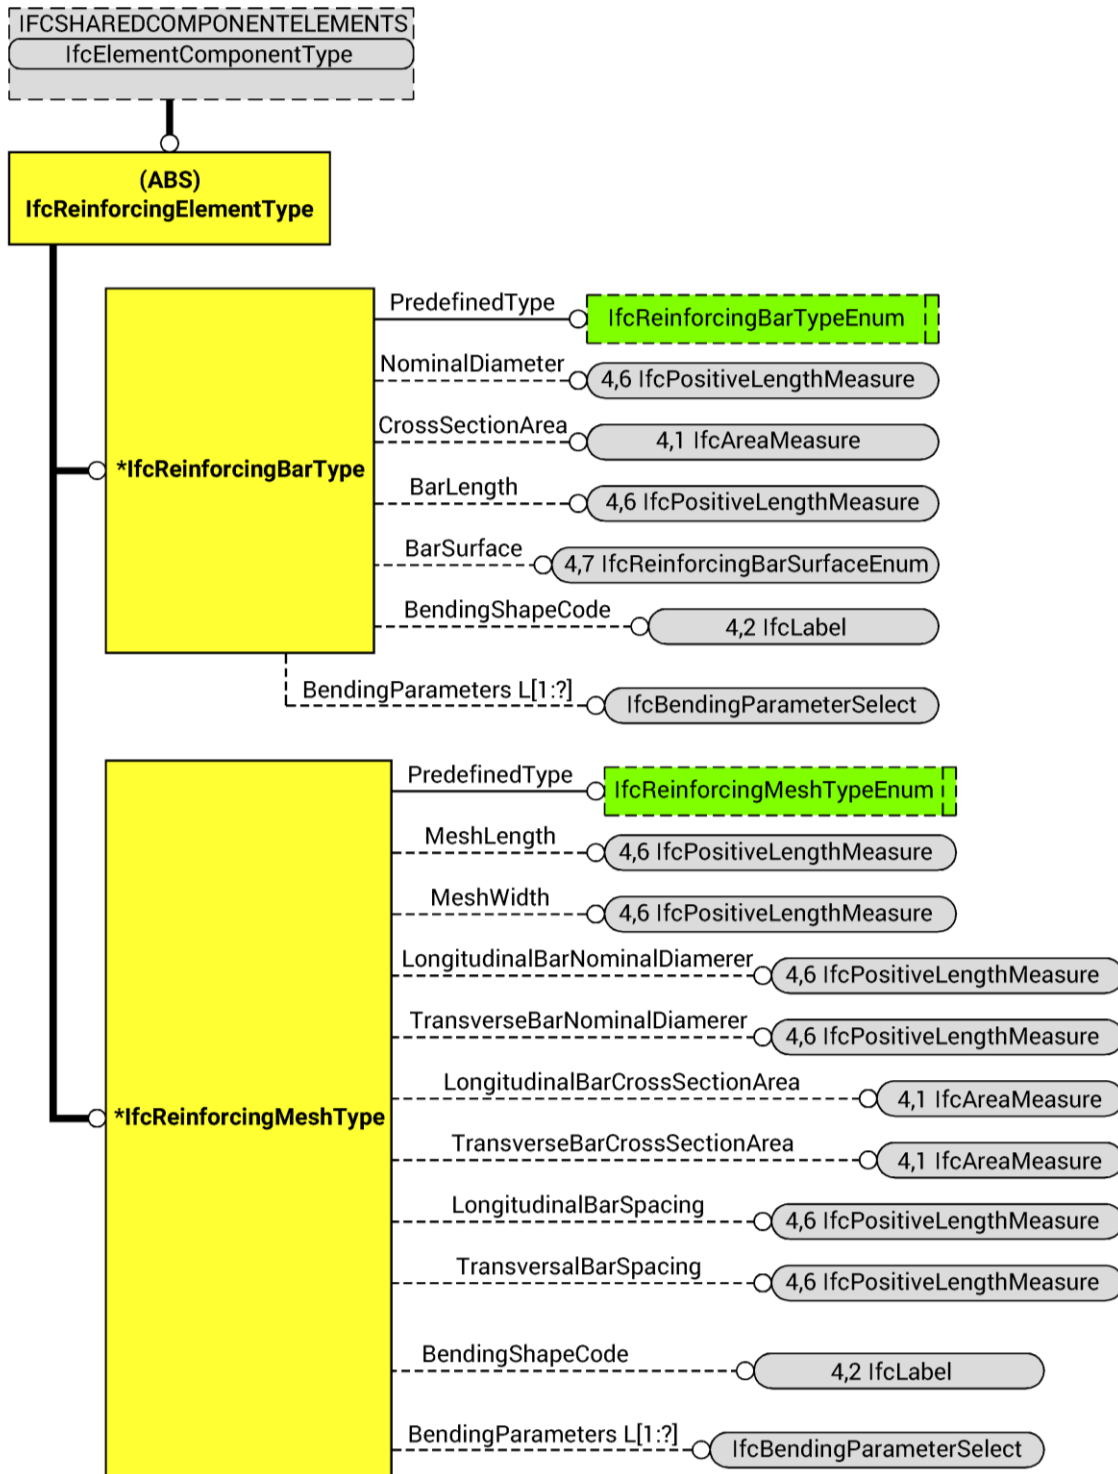 IFCSHAREDCOMPONENTELEMENTS
IfcElementComponentType
(ABS)
IfcReinforcingElementType
PredefinedType
IfcReinforcingBarTypeEnum
NominalDiameter
4,6 IfcPositiveLengthMeasure
CrossSectionArea
4,1 IfcAreaMeasure
*IfcReinforcingBarType
BarLength
4,6 IfcPositiveLengthMeasure
BarSurface
4,7 IfcReinforcingBarSurfaceEnum
BendingShapeCode
4,2 IfcLabel
BendingParameters L[1:?]
IfcBendingParameterSelect
PredefinedType
IfcReinforcingMeshTypeEnum
MeshLength
4,6 IfcPositiveLengthMeasure
MeshWidth
4,6 IfcPositiveLengthMeasure
LongitudinalBarNominalDiamerer
4,6 IfcPositiveLengthMeasure
TransverseBarNominalDiamerer
4,6 IfcPositiveLengthMeasure
LongitudinalBarCrossSectionArea
4,1 IfcAreaMeasure
*IfcReinforcingMeshType
TransverseBarCrossSectionArea
4,1 IfcAreaMeasure
LongitudinalBarSpacing
4,6 IfcPositiveLengthMeasure
TransversalBarSpacing
4,6 IfcPositiveLengthMeasure
BendingShapeCode
4,2 IfcLabel
BendingParameters L[1:?]
IfcBendingParameterSelect